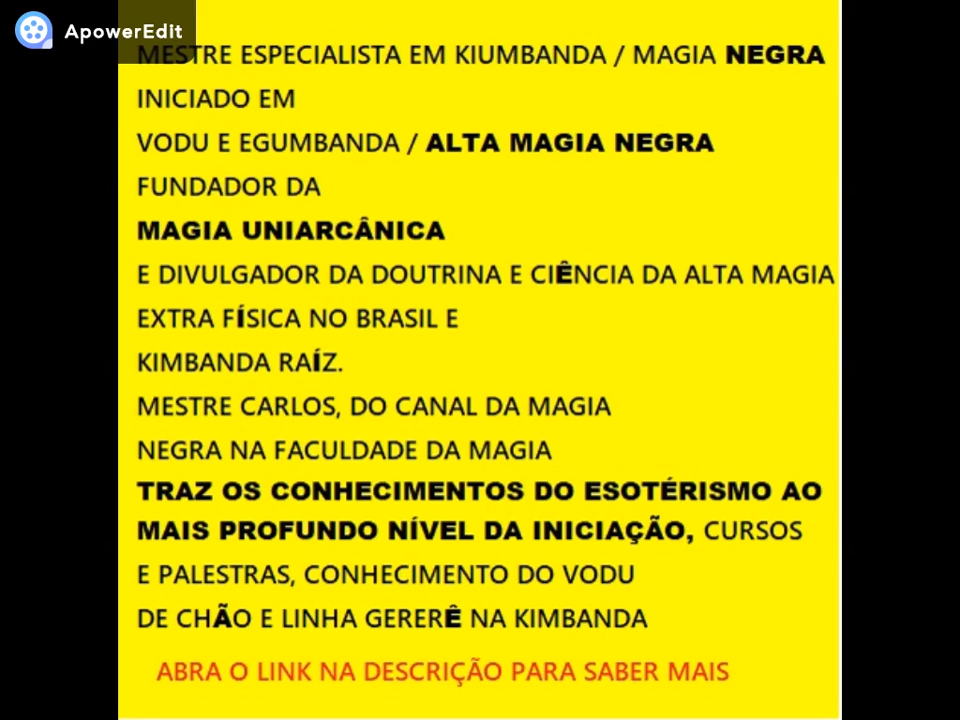 ApowerEdit
MESTRE ESPECIALISTA EM KIUMBANDA / MAGIA NEGRA
INICIADO EM
VODU E EGUMBANDA / ALTA MAGIA NEGRA
FUNDADOR DA
MAGIA UNIARCÂNICA
E DIVULGADOR DA DOUTRINA E CIÊNCIA DA ALTA MAGIA
EXTRA FÍSICA NO BRASIL E
KIMBANDA RAÍZ.
MESTRE CARLOS, DO CANAL DA MAGIA
NEGRA NA FACULDADE DA MAGIA
TRAZ OS CONHECIMENTOS DO ESOTÉRISMO AO
MAIS PROFUNDO NÍVEL DA INICIAÇÃO, CURSOS
E PALESTRAS, CONHECIMENTO DO VODU
DE CHÃO E LINHA GERERÊ NA KIMBANDA
ABRA O LINK NA DESCRIÇÃO PARA SABER MAIS